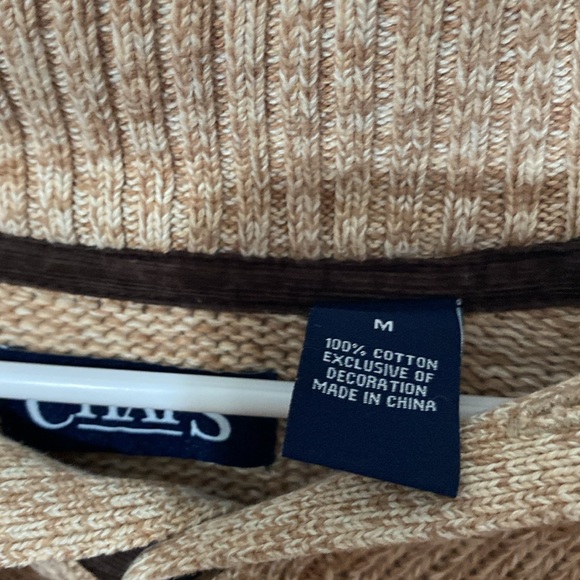 M
100% COTTON
EXCLUSIVE OF
DECORATION
MADE IN CHINA
CHAPS